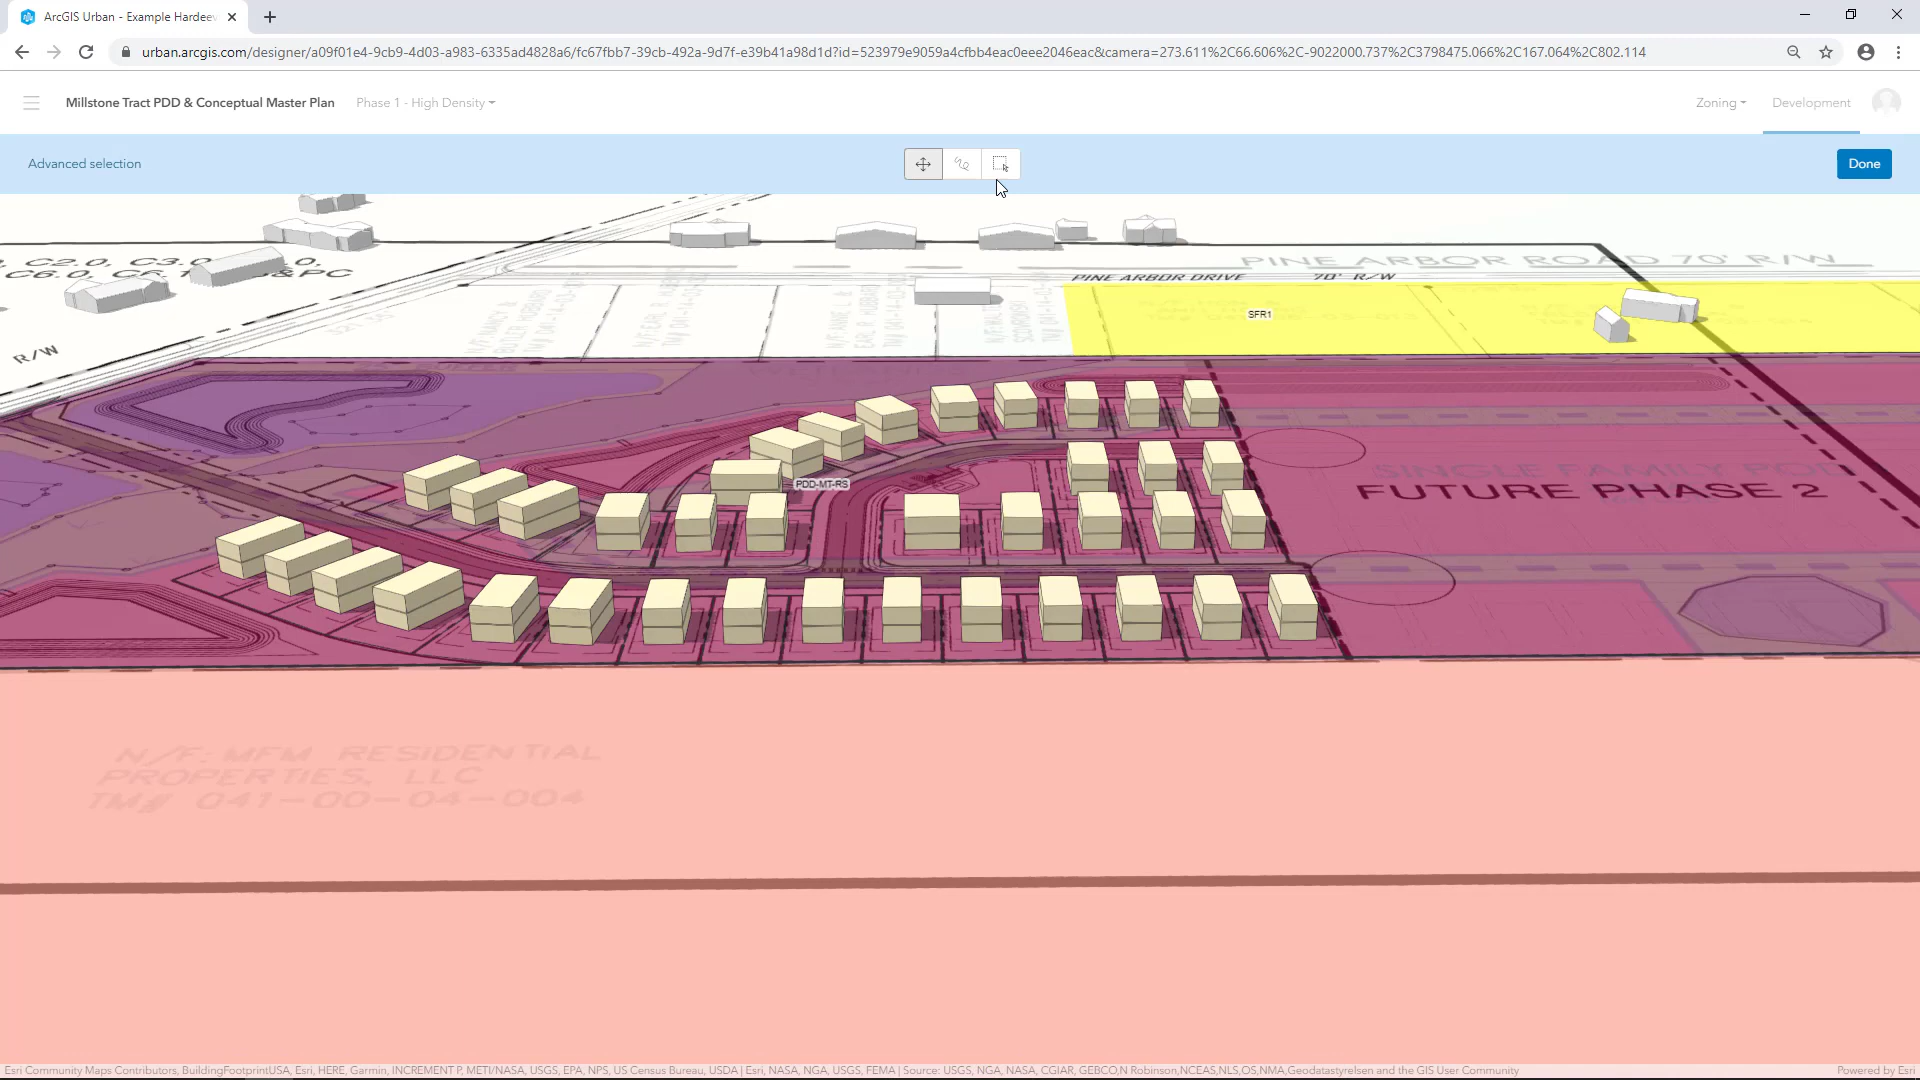 ArcGIS Urban - Example Hardeev
urban.arcgis.com/designer/a09f01e4-9cb9-4d03-a983-6335ad4828a6/fc67fbb7-39cb-492a-9d7f-e39b41a98d1d?id=523979e9059a4cfbb4eac0eee2046eac&camera=273.611%2C66.606%2C-9022000.737%2C3798475.066%2C167.064%2C802.114
Millstone Tract PDD & Conceptual Master Plan
Phase 1 - High Density
Zoning
Development
Advanced selection
Done
PINE ARBOR ROAD 70' R/W
PINE ARBOR DRIVE 70' R/W
R/W
SFR1
PDD-MT-RS
SINGLE FAMILY POD
FUTURE PHASE 2
N/F: MFM RESIDENTIAL
PROPERTIES, LLC
TM# 041-00-04-004
Esri Community Maps Contributors, BuildingFootprintUSA, Esri, HERE, Garmin, INCREMENT P, METI/NASA, USGS, EPA, NPS, US Census Bureau, USDA | Esri, NASA, NGA, USGS, FEMA | Source: USGS, NGA, NASA, CGIAR, GEBCO,N Robinson,NCEAS,NLS,OS,NMA,Geodatastyrelsen and the GIS User Community
Powered by Esri